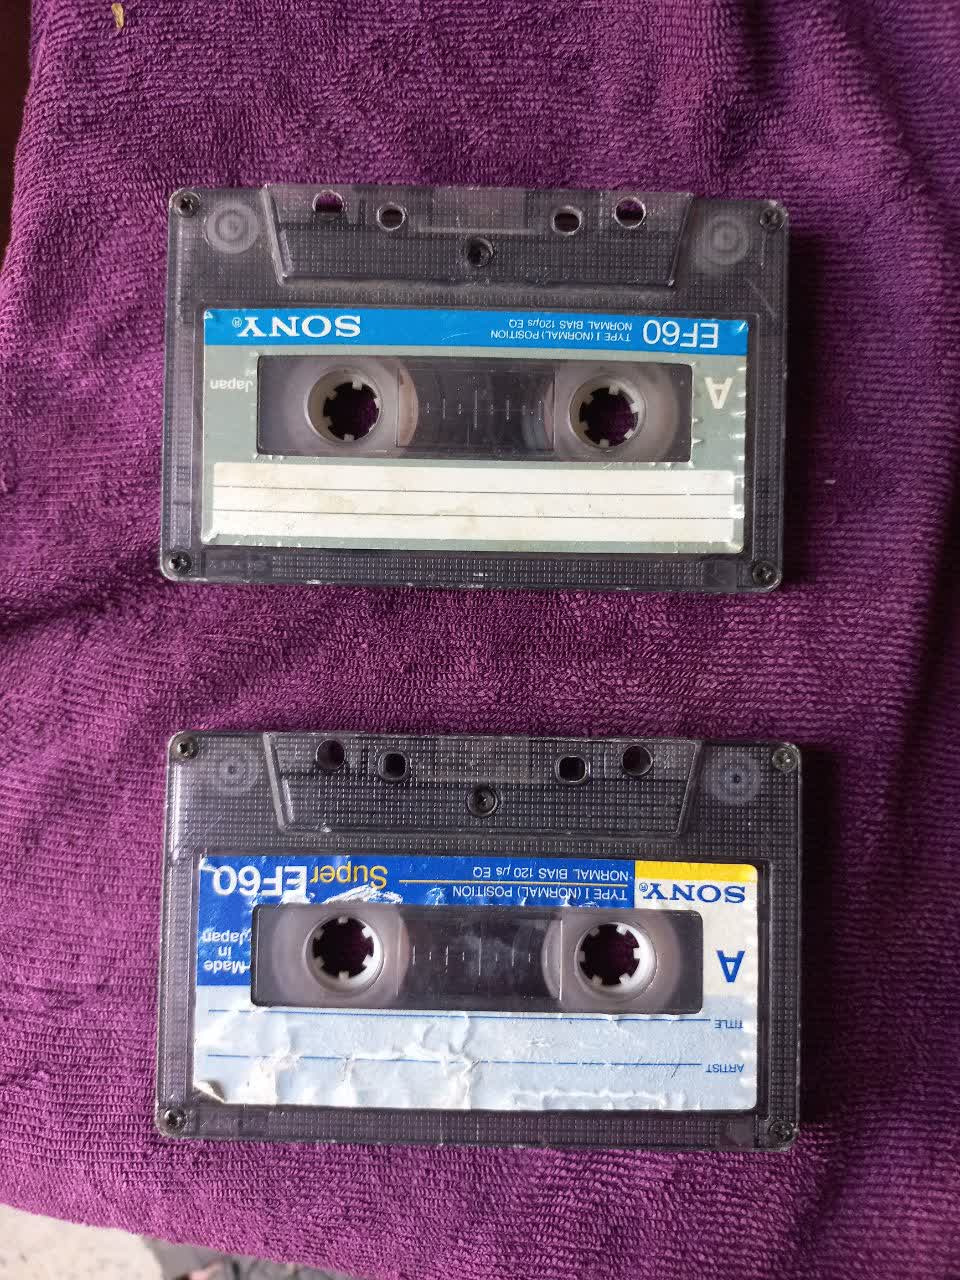 EF60
TYPE I (NORMAL) POSITION
NORMAL BIAS 120µs EQ
SONY®
A
Japan
SONY®
TYPE I (NORMAL) POSITION
NORMAL BIAS 120 µs EQ
Super EF60
A
Made
in
Japan
TITLE
ARTIST